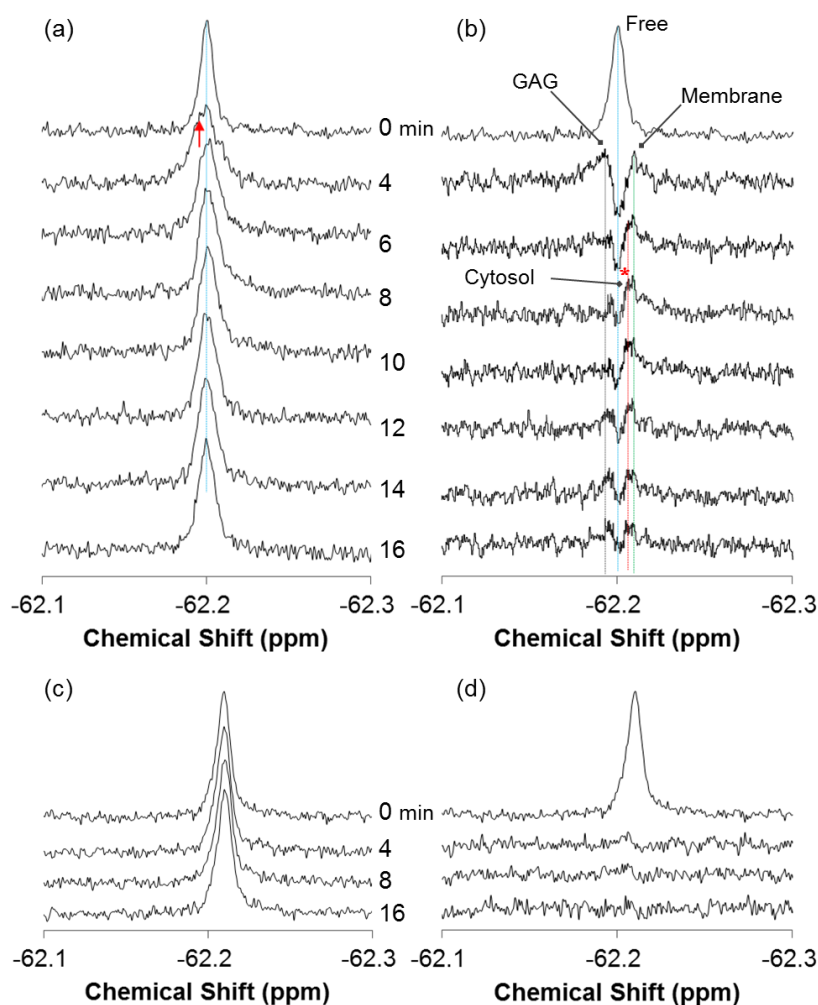 (a)
0 min
4
6
8
10
12
14
16
-62.1 -62.2 -62.3
Chemical Shift (ppm)
(b)
Free
GAG
Membrane
Cytosol
*
-62.1 -62.2 -62.3
Chemical Shift (ppm)
(c)
0 min
4
8
16
-62.1 -62.2 -62.3
Chemical Shift (ppm)
(d)
-62.1 -62.2 -62.3
Chemical Shift (ppm)